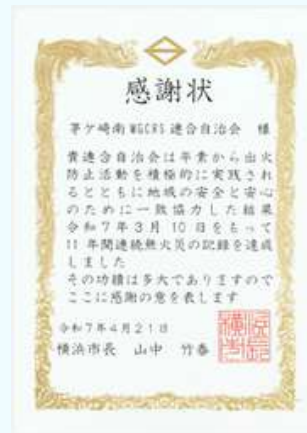 感謝状
茅ケ崎南MGCRS連合自治会 様
貴連合自治会は平素から出火
防止活動を積極的に実践され
るとともに地域の安全と安心
のために一致協力した結果
令和7年3月10日をもって
11年間連続無火災の記録を達成
しました
その功績は多大でありますので
ここに感謝の意を表します
令和7年4月21日
横浜市長 山中 竹春